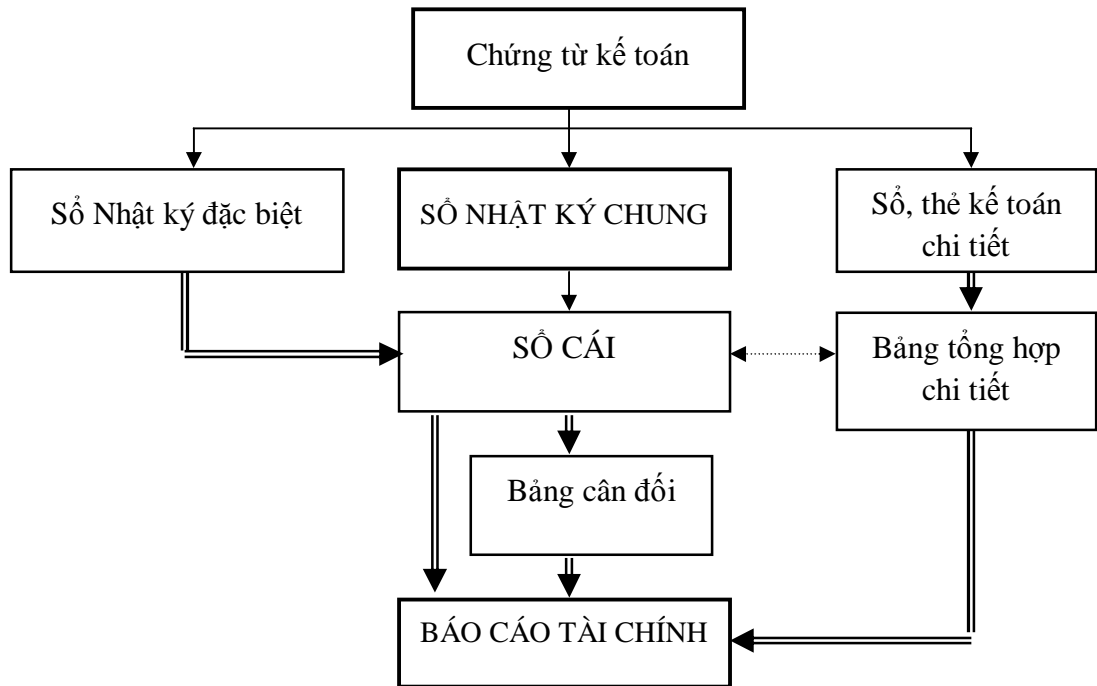 Chứng từ kế toán
Sổ Nhật ký đặc biệt
SỔ NHẬT KÝ CHUNG
Sổ, thẻ kế toán
chi tiết
SỔ CÁI
Bảng tổng hợp
chi tiết
Bảng cân đối
BÁO CÁO TÀI CHÍNH